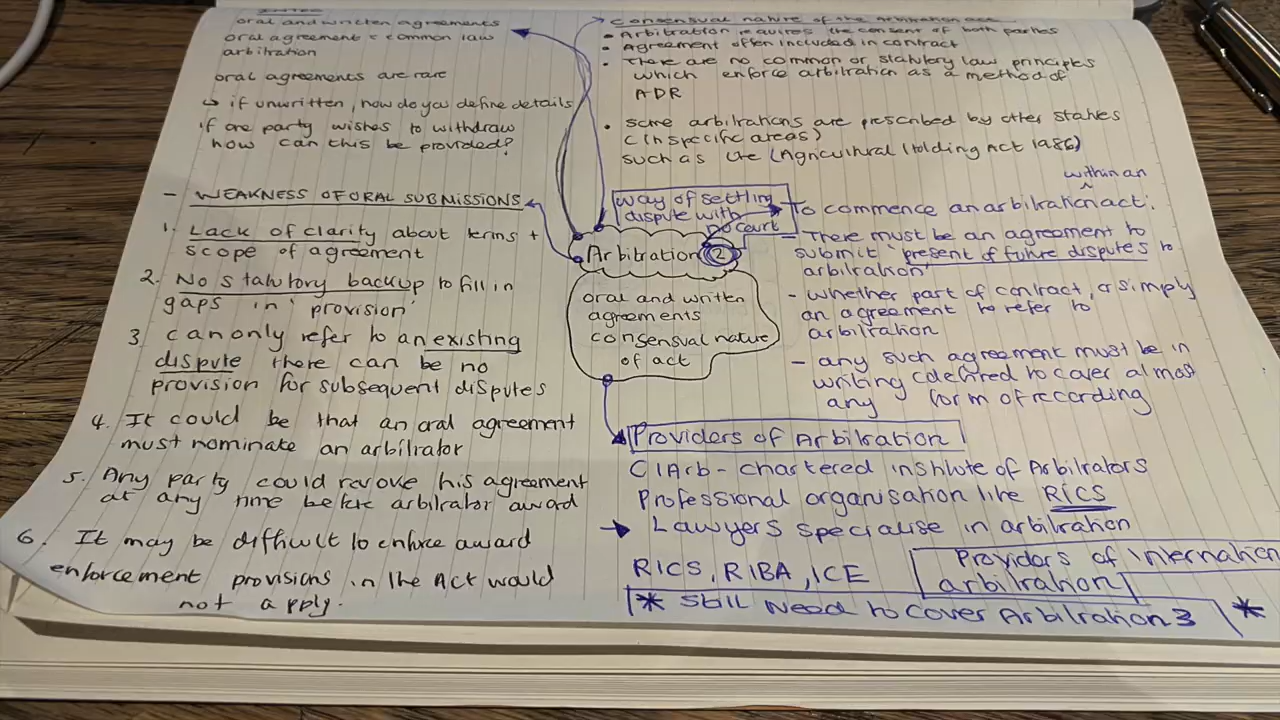 oral and written agreements
oral agreement = common law
arbitration
oral agreements are rare
↳ if unwritten, how do you define details
if one party wishes to withdraw
how can this be provided?
- WEAKNESS OF ORAL SUBMISSIONS
1. Lack of clarity about terms +
scope of agreement
2. No statutory backup to fill in
gaps in 'provision'
3. can only refer to an existing
dispute there can be no
provision for subsequent disputes
4. It could be that an oral agreement
must nominate an arbitrator
5. Any party could revove his agreement
at any time before arbitrator award
6. It may be difficult to enforce award
enforcement provisions in the Act would
not apply.
consensual nature of the arbitration act
• Arbitration requires the consent of both parties
• Agreement often included in contract
• There are no common or statutory law principles
which enforce arbitration as a method of
ADR
• some arbitrations are prescribed by other statues
(in specific areas)
such as the (Agricultural Holding Act 1986)
way of settling
dispute with
no court
Arbitration 2
oral and written
agreements
consensual nature
of act
within an
To commence an arbitration act:
- There must be an agreement to
submit 'present of future disputes to
arbitration'
- whether part of contract, or simply
an agreement to refer to
arbitration
- any such agreement must be in
writing (defined to cover almost
any form of recording
Providers of Arbitration
CIArb - chartered institute of Arbitrators
Professional organisation like RICS
→ Lawyers specialise in arbitration
RICS, RIBA, ICE
Providers of Internation
arbitration
* Still Need to cover Arbitration 3 *